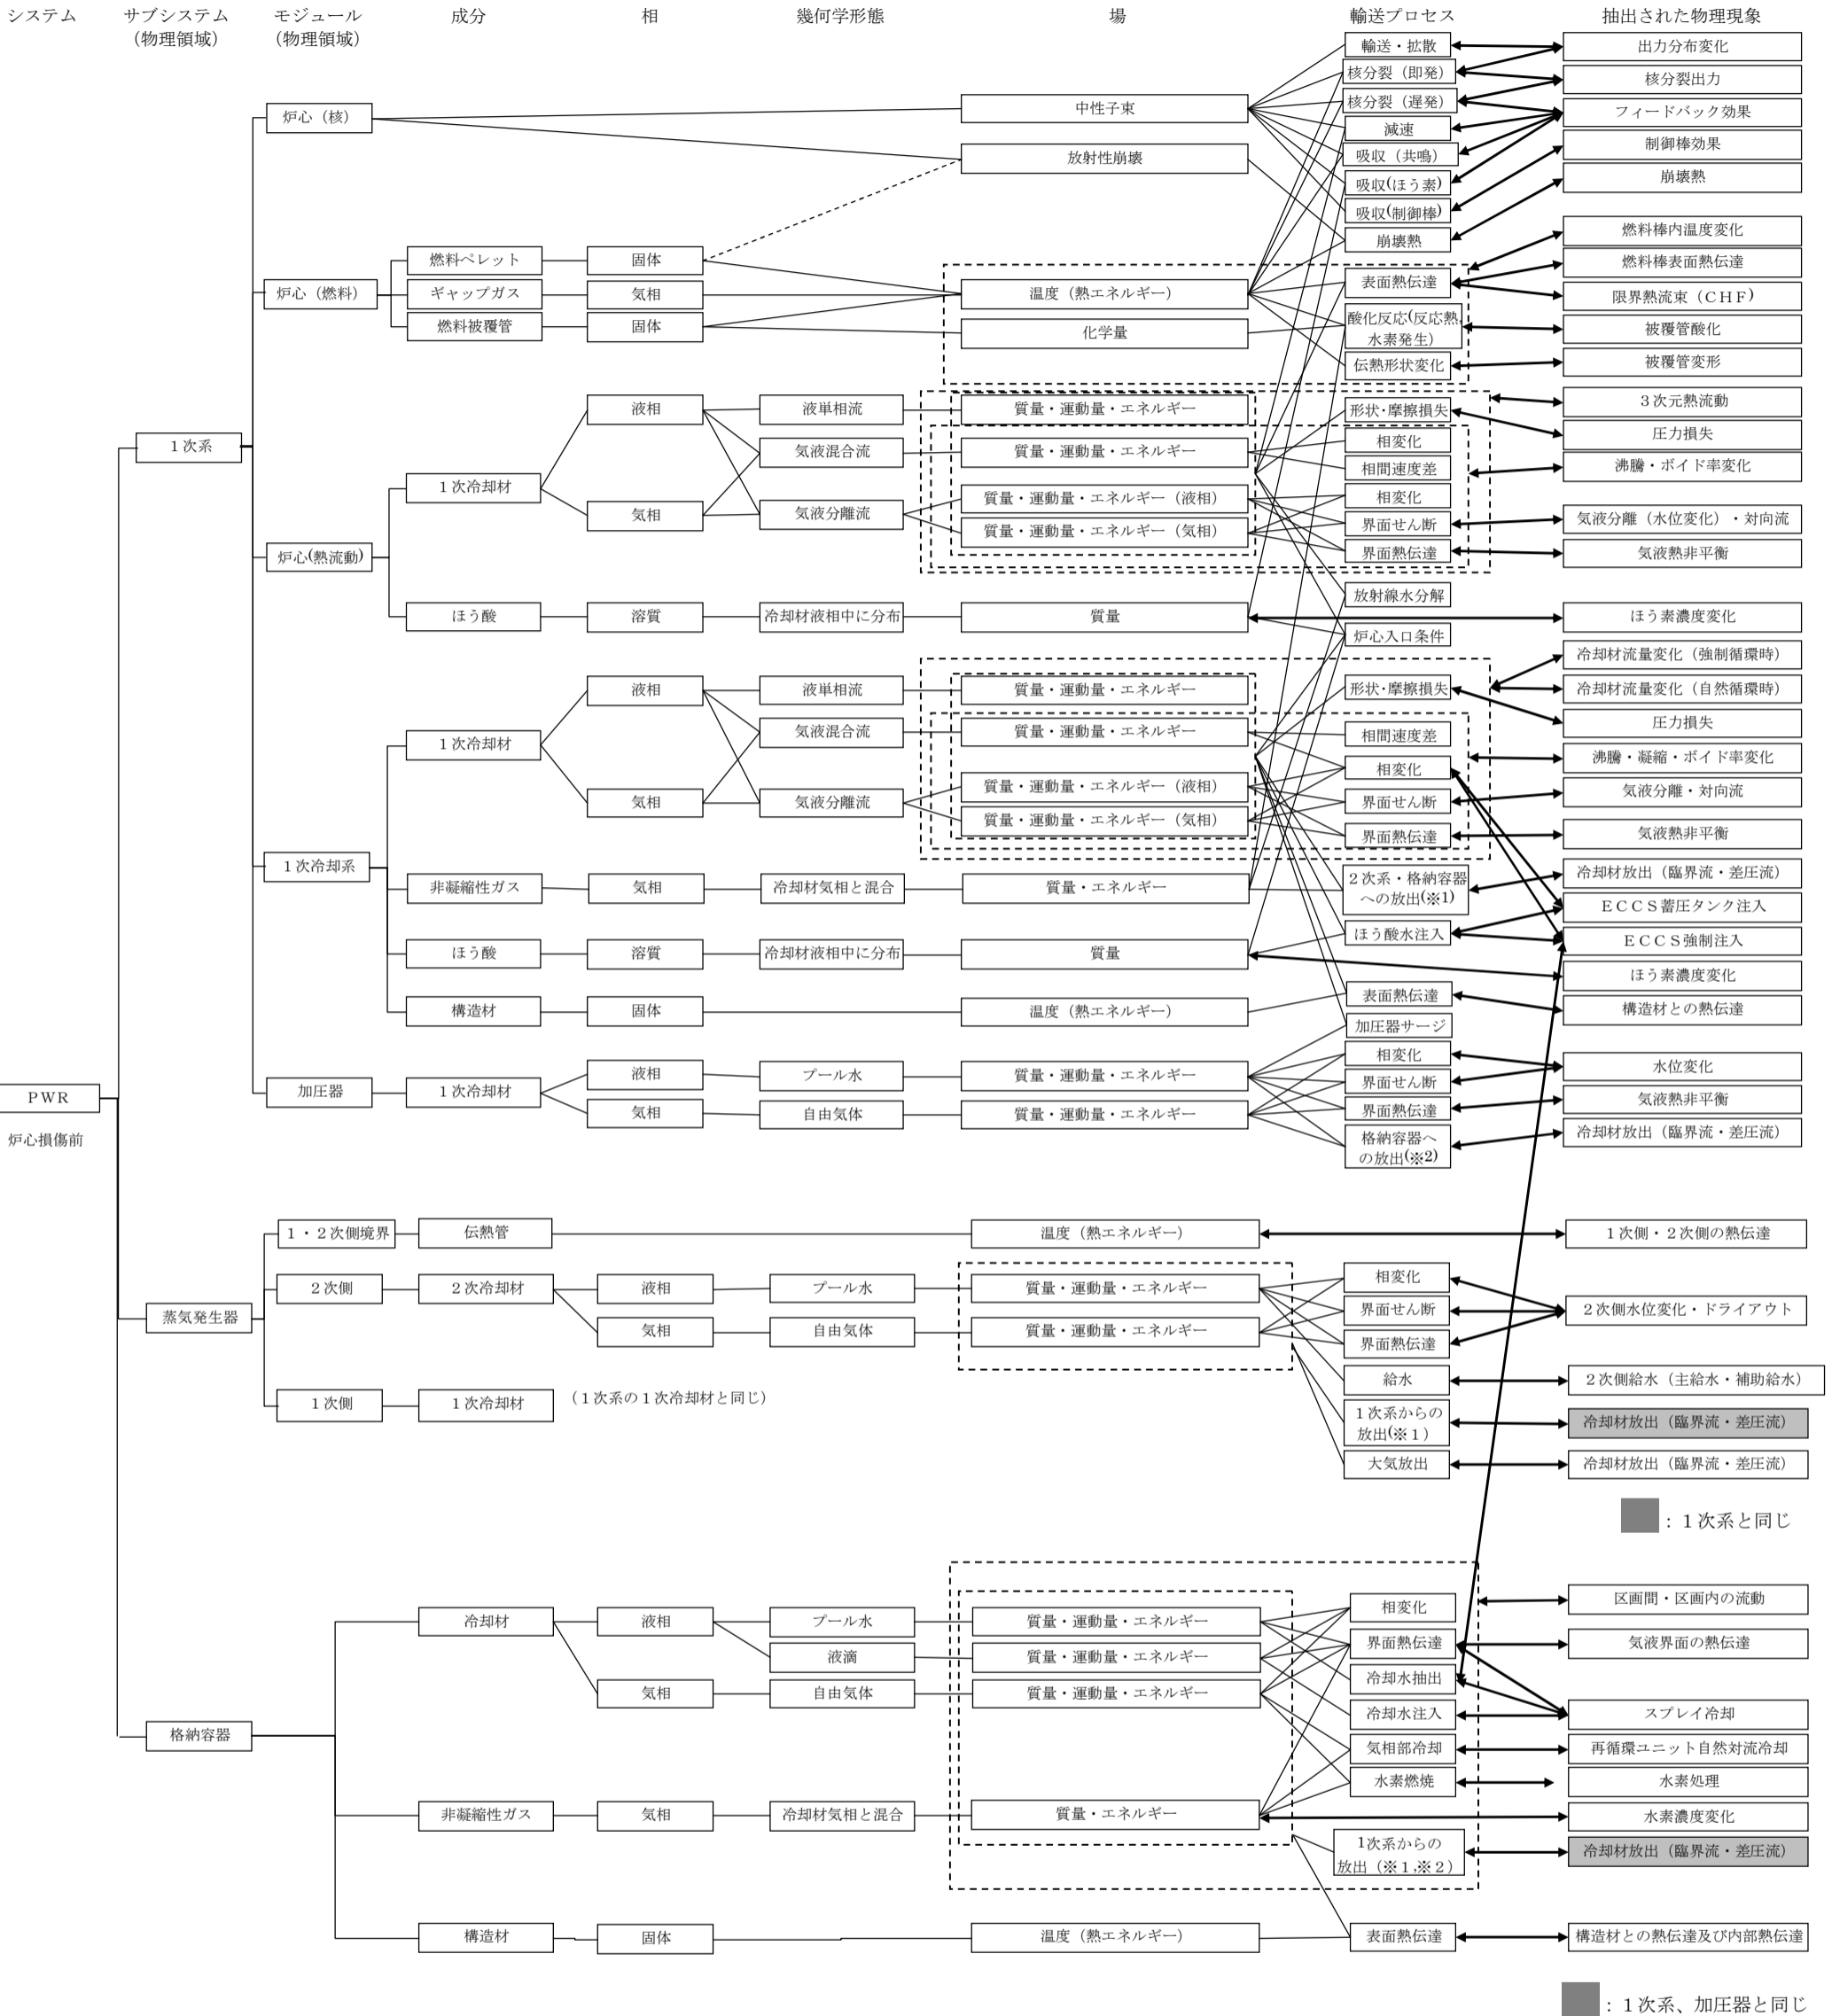 システム
サブシステム
（物理領域）
モジュール
（物理領域）
成分
相
幾何学形態
場
輸送プロセス
抽出された物理現象
ＰＷＲ
炉心損傷前
１次系
蒸気発生器
格納容器
炉心（核）
炉心（燃料）
炉心(熱流動)
１次冷却系
加圧器
中性子束
放射性崩壊
輸送・拡散
核分裂（即発）
核分裂（遅発）
減速
吸収（共鳴）
吸収(ほう素)
吸収(制御棒)
崩壊熱
出力分布変化
核分裂出力
フィードバック効果
制御棒効果
崩壊熱
燃料ペレット
固体
ギャップガス
気相
燃料被覆管
固体
温度（熱エネルギー）
化学量
表面熱伝達
酸化反応(反応熱,
水素発生）
伝熱形状変化
燃料棒内温度変化
燃料棒表面熱伝達
限界熱流束（ＣＨＦ）
被覆管酸化
被覆管変形
１次冷却材
液相
気相
液単相流
気液混合流
気液分離流
質量・運動量・エネルギー
質量・運動量・エネルギー
質量・運動量・エネルギー（液相）
質量・運動量・エネルギー（気相）
形状・摩擦損失
相変化
相間速度差
相変化
界面せん断
界面熱伝達
放射線水分解
炉心入口条件
３次元熱流動
圧力損失
沸騰・ボイド率変化
気液分離（水位変化）・対向流
気液熱非平衡
ほう酸
溶質
冷却材液相中に分布
質量
ほう素濃度変化
１次冷却材
液相
気相
液単相流
気液混合流
気液分離流
質量・運動量・エネルギー
質量・運動量・エネルギー
質量・運動量・エネルギー（液相）
質量・運動量・エネルギー（気相）
形状・摩擦損失
相間速度差
相変化
界面せん断
界面熱伝達
冷却材流量変化（強制循環時）
冷却材流量変化（自然循環時）
圧力損失
沸騰・凝縮・ボイド率変化
気液分離・対向流
気液熱非平衡
非凝縮性ガス
気相
冷却材気相と混合
質量・エネルギー
２次系・格納容器
への放出(※1)
冷却材放出（臨界流・差圧流）
ＥＣＣＳ蓄圧タンク注入
ほう酸
溶質
冷却材液相中に分布
質量
ほう酸水注入
ＥＣＣＳ強制注入
ほう素濃度変化
構造材
固体
温度（熱エネルギー）
表面熱伝達
構造材との熱伝達
加圧器サージ
１次冷却材
液相
気相
プール水
自由気体
質量・運動量・エネルギー
質量・運動量・エネルギー
相変化
界面せん断
界面熱伝達
格納容器へ
の放出(※2)
水位変化
気液熱非平衡
冷却材放出（臨界流・差圧流）
１・２次側境界
伝熱管
温度（熱エネルギー）
１次側・２次側の熱伝達
２次側
２次冷却材
液相
気相
プール水
自由気体
質量・運動量・エネルギー
質量・運動量・エネルギー
相変化
界面せん断
界面熱伝達
給水
１次系からの
放出(※１）
大気放出
２次側水位変化・ドライアウト
２次側給水（主給水・補助給水）
冷却材放出（臨界流・差圧流）
冷却材放出（臨界流・差圧流）
１次側
１次冷却材
（１次系の１次冷却材と同じ）
：１次系と同じ
冷却材
液相
気相
プール水
液滴
自由気体
質量・運動量・エネルギー
質量・運動量・エネルギー
質量・運動量・エネルギー
相変化
界面熱伝達
冷却水抽出
冷却水注入
気相部冷却
水素燃焼
区画間・区画内の流動
気液界面の熱伝達
スプレイ冷却
再循環ユニット自然対流冷却
水素処理
非凝縮性ガス
気相
冷却材気相と混合
質量・エネルギー
水素濃度変化
1次系からの
放出（※１,※２）
冷却材放出（臨界流・差圧流）
構造材
固体
温度（熱エネルギー）
表面熱伝達
構造材との熱伝達及び内部熱伝達
：１次系、加圧器と同じ